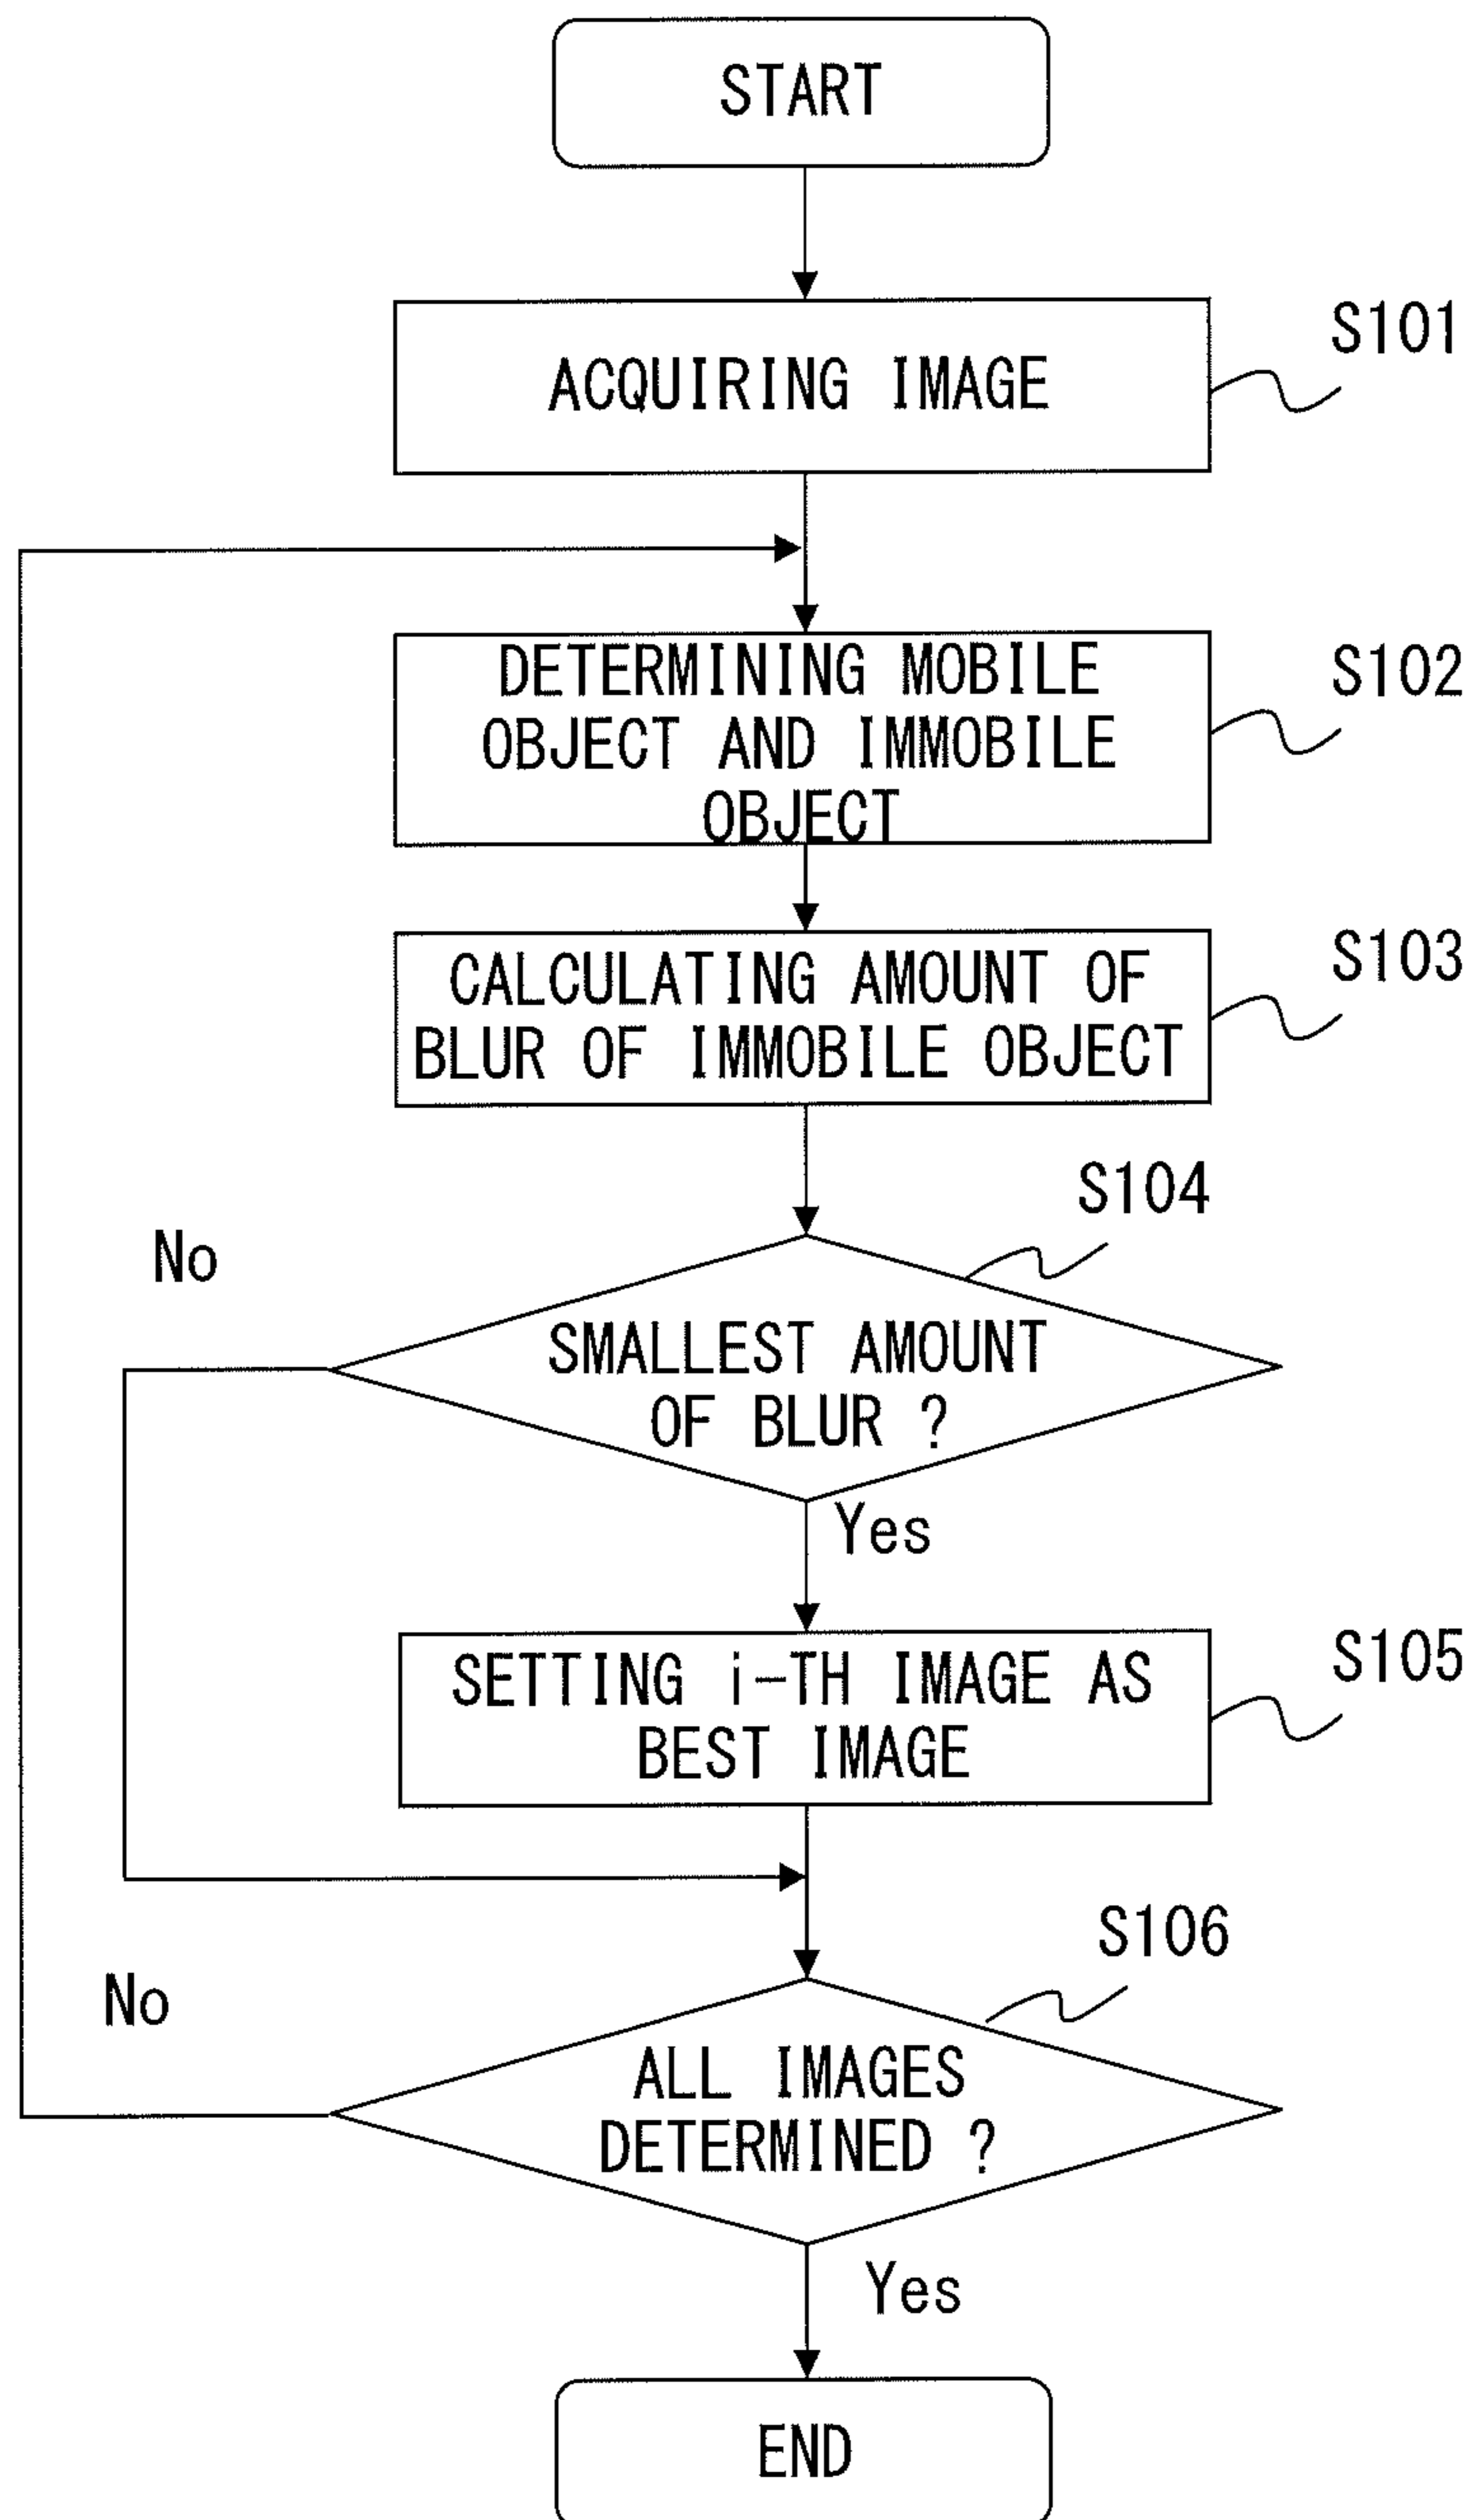 START
ACQUIRING IMAGE
S101
DETERMINING MOBILE
OBJECT AND IMMOBILE
OBJECT
S102
CALCULATING AMOUNT OF
BLUR OF IMMOBILE OBJECT
S103
S104
No
SMALLEST AMOUNT
OF BLUR ?
Yes
SETTING i-TH IMAGE AS
BEST IMAGE
S105
S106
No
ALL IMAGES
DETERMINED ?
Yes
END